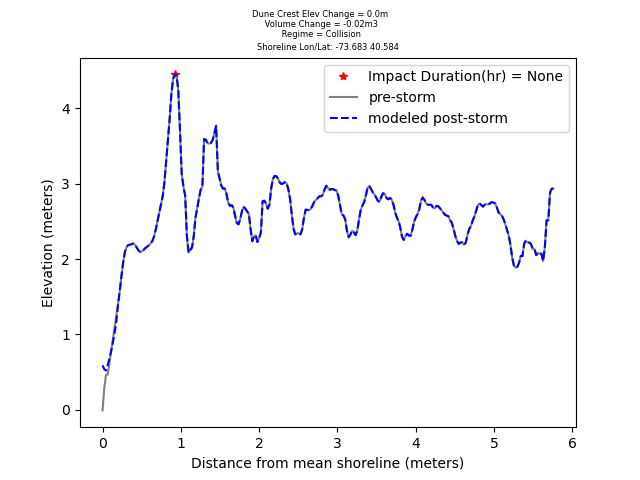 Dune Crest Elev Change = 0.0m
Volume Change = -0.02m3
Regime = Collision
Shoreline Lon/Lat: -73.683 40.584
Impact Duration(hr) = None
pre-storm
modeled post-storm
4
3
2
1
0
Elevation (meters)
0 1 2 3 4 5 6
Distance from mean shoreline (meters)